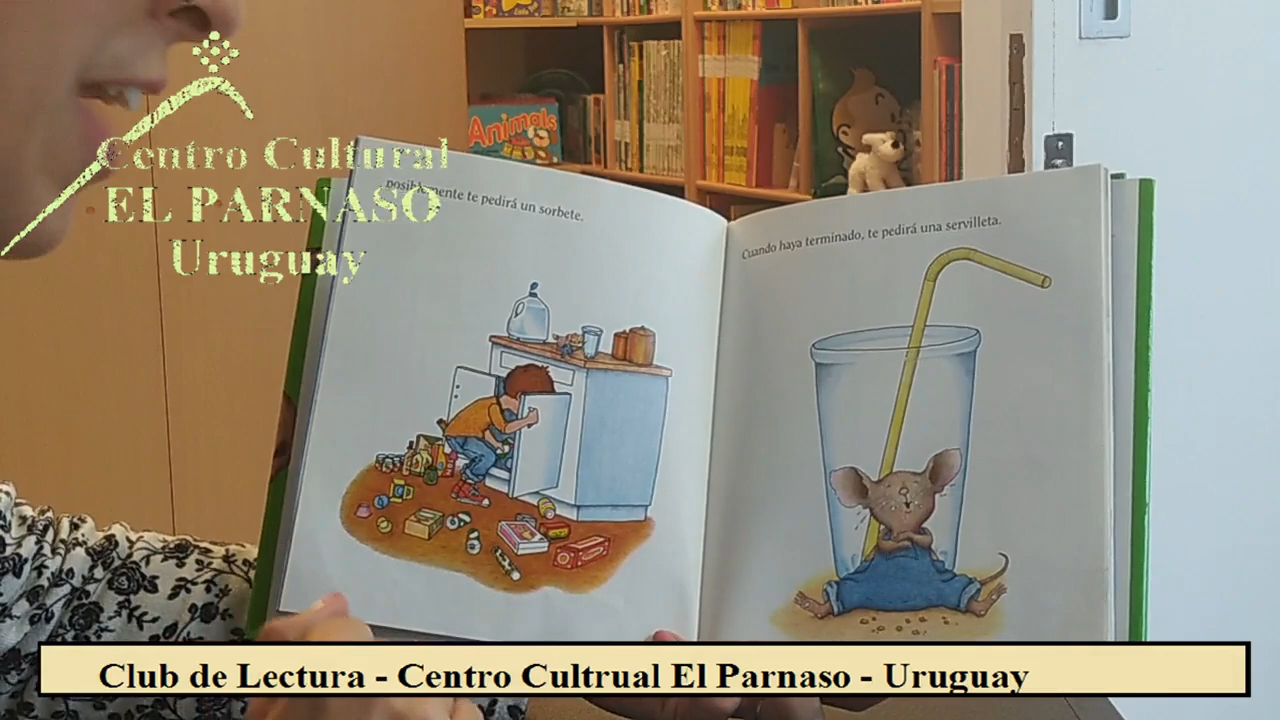 Centro Cultural
EL PARNASO
Uruguay
Animals
posiblemente te pedirá un sorbete.
Cuando haya terminado, te pedirá una servilleta.
Club de Lectura - Centro Cultrual El Parnaso - Uruguay